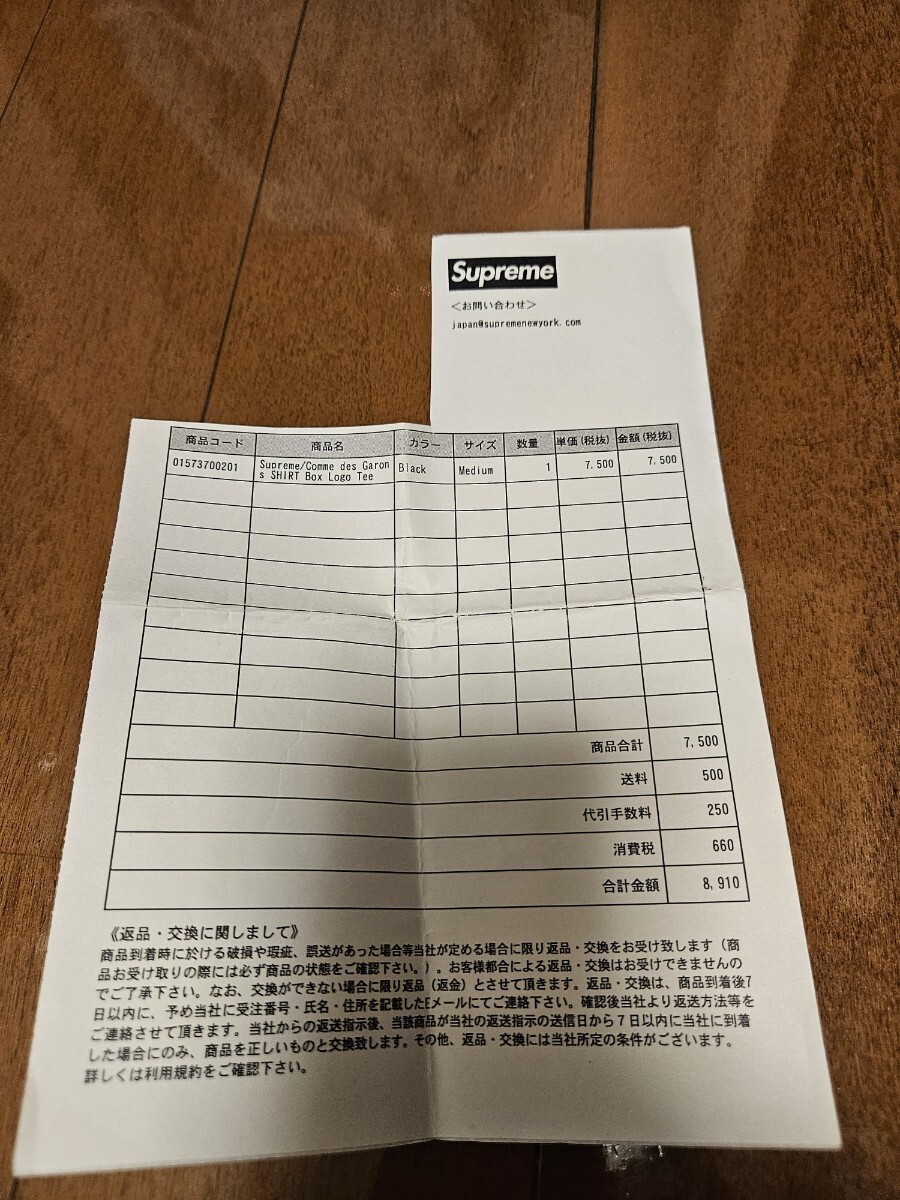 Supreme
＜お問い合わせ＞
japan@supremenewyork.com
商品コード 商品名 カラー サイズ 数量 単価(税抜) 金額(税抜)
01573700201 Supreme/Comme des Garon Black Medium 1 7,500 7,500
s SHIRT Box Logo Tee
商品合計 7,500
送料 500
代引手数料 250
消費税 660
合計金額 8,910
《返品・交換に関しまして》
商品到着時に於ける破損や瑕疵、誤送があった場合等当社が定める場合に限り返品・交換をお受け致します（商
品お受け取りの際には必ず商品の状態をご確認下さい。）。お客様都合による返品・交換はお受けできませんの
でご了承下さい。なお、交換ができない場合に限り返品（返金）とさせて頂きます。返品・交換は、商品到着後7
日以内に、予め当社に受注番号・氏名・住所を記載したEメールにてご連絡下さい。確認後当社より返送方法等を
ご連絡させて頂きます。当社からの返送指示後、当該商品が当社の返送指示の送信日から７日以内に当社に到着
した場合にのみ、商品を正しいものと交換致します。その他、返品・交換には当社所定の条件がございます。
詳しくは利用規約をご確認下さい。